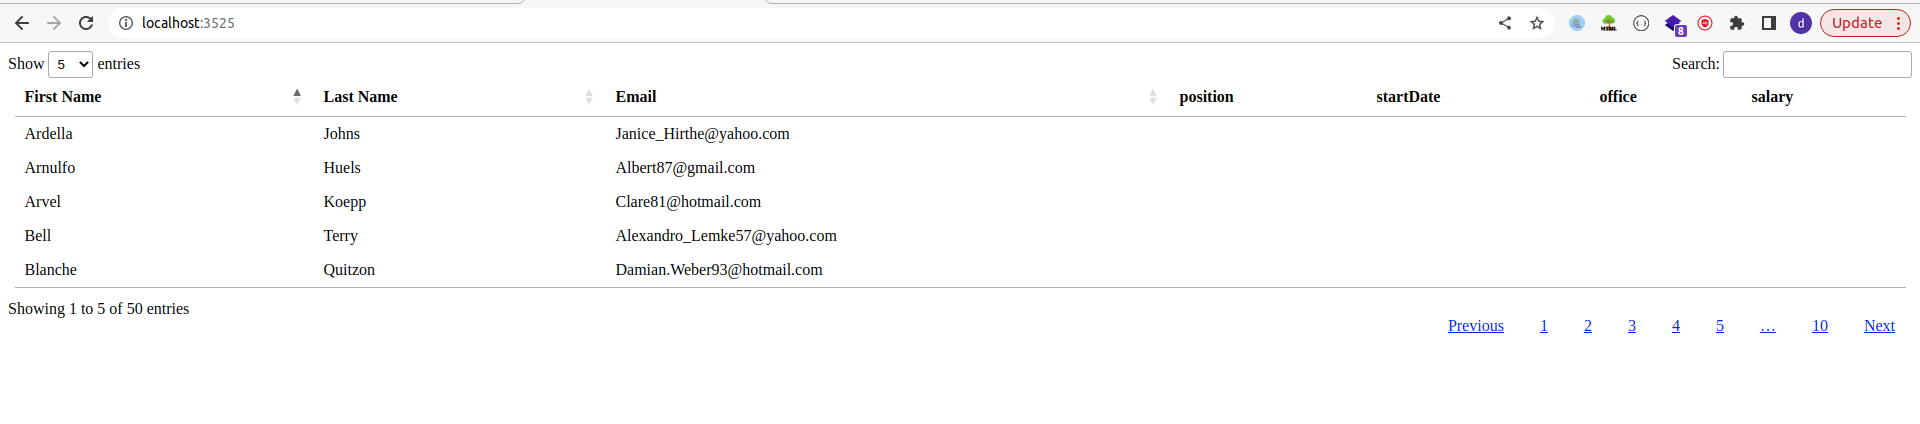 localhost:3525
8
d
Update
Show 5 entries Search:
First Name Last Name Email position startDate office salary
Ardella Johns Janice_Hirthe@yahoo.com
Arnulfo Huels Albert87@gmail.com
Arvel Koepp Clare81@hotmail.com
Bell Terry Alexandro_Lemke57@yahoo.com
Blanche Quitzon Damian.Weber93@hotmail.com
Showing 1 to 5 of 50 entries
Previous 1 2 3 4 5 … 10 Next